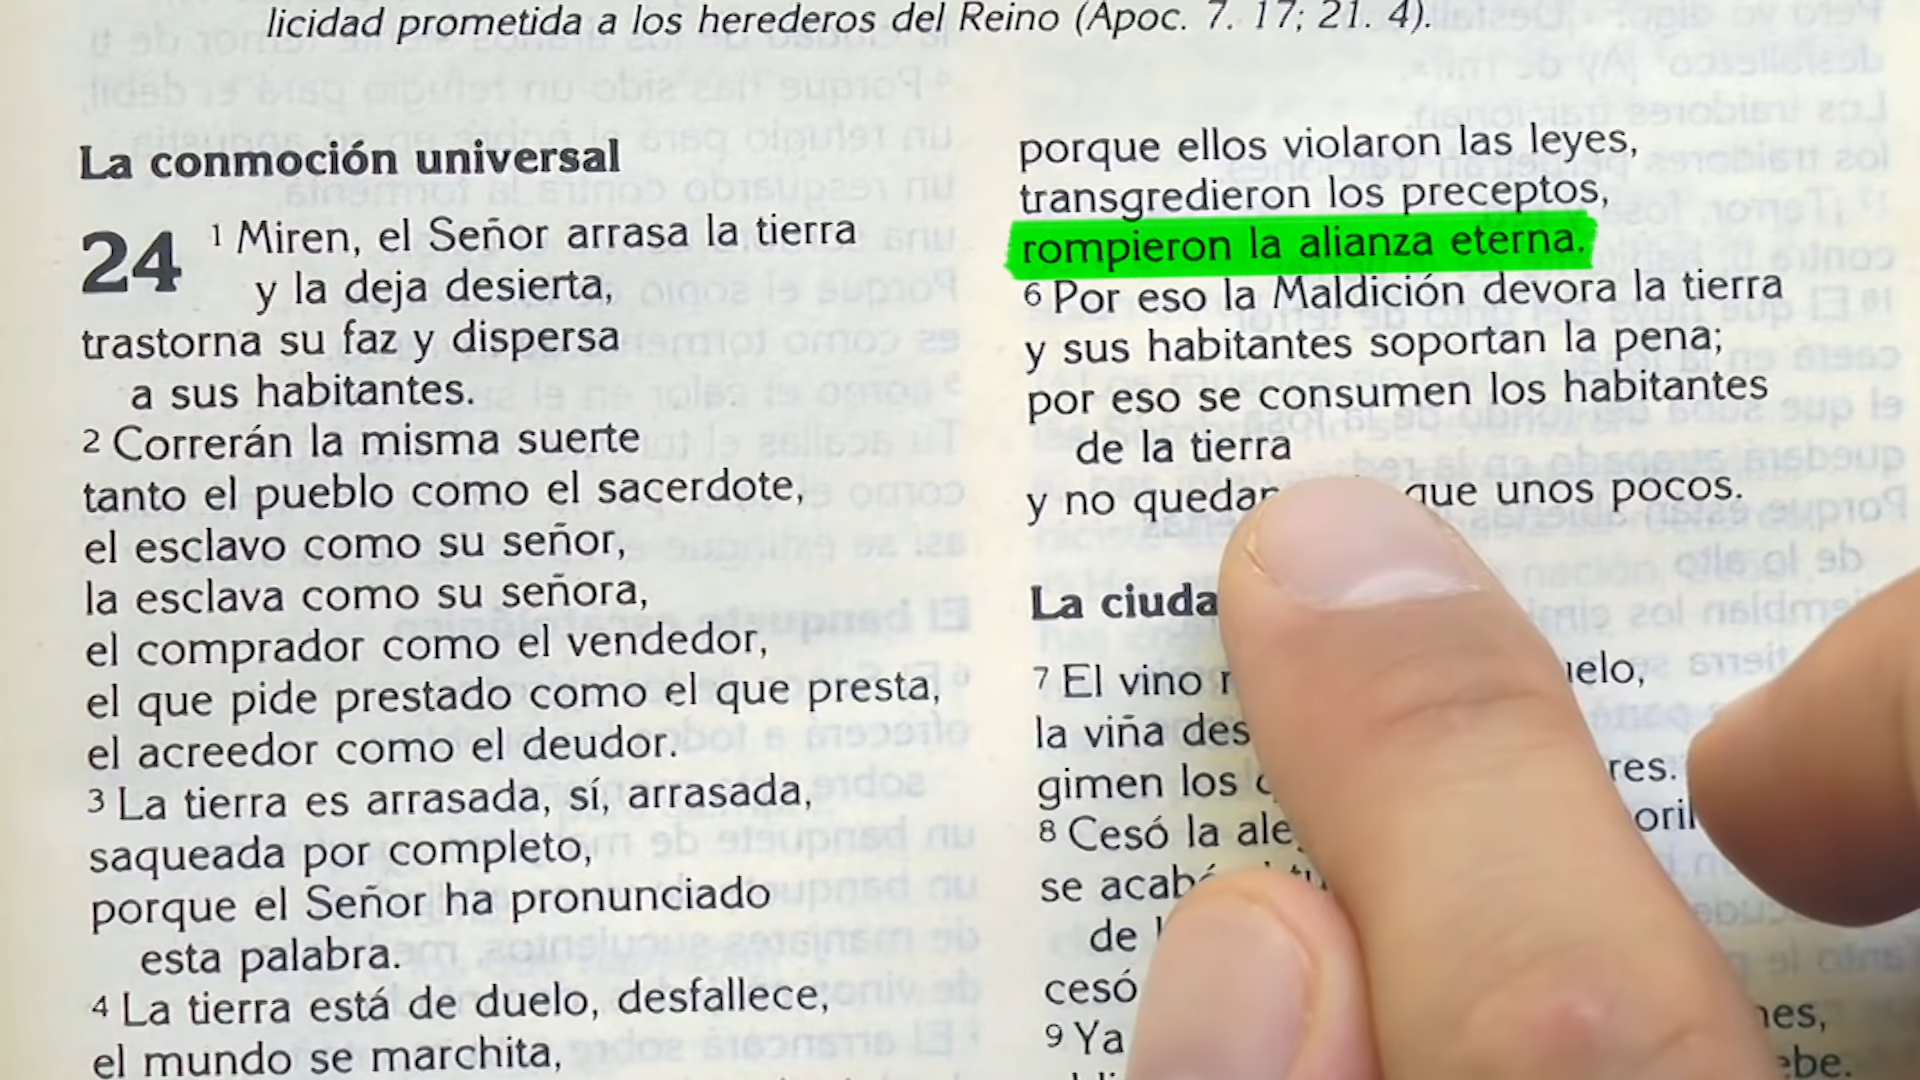 licidad prometida a los herederos del Reino (Apoc. 7. 17; 21. 4).
La conmoción universal
24 1 Miren, el Señor arrasa la tierra
y la deja desierta,
trastorna su faz y dispersa
a sus habitantes.
2 Correrán la misma suerte
tanto el pueblo como el sacerdote,
el esclavo como su señor,
la esclava como su señora,
el comprador como el vendedor,
el que pide prestado como el que presta,
el acreedor como el deudor.
3 La tierra es arrasada, sí, arrasada,
saqueada por completo,
porque el Señor ha pronunciado
esta palabra.
4 La tierra está de duelo, desfallece,
el mundo se marchita,
porque ellos violaron las leyes,
transgredieron los preceptos,
rompieron la alianza eterna.
6 Por eso la Maldición devora la tierra
y sus habitantes soportan la pena;
por eso se consumen los habitantes
de la tierra
y no quedan que unos pocos.
La
7 El vino
la viña
gimen los
8 Cesó la
se
de
cesó
9 Ya